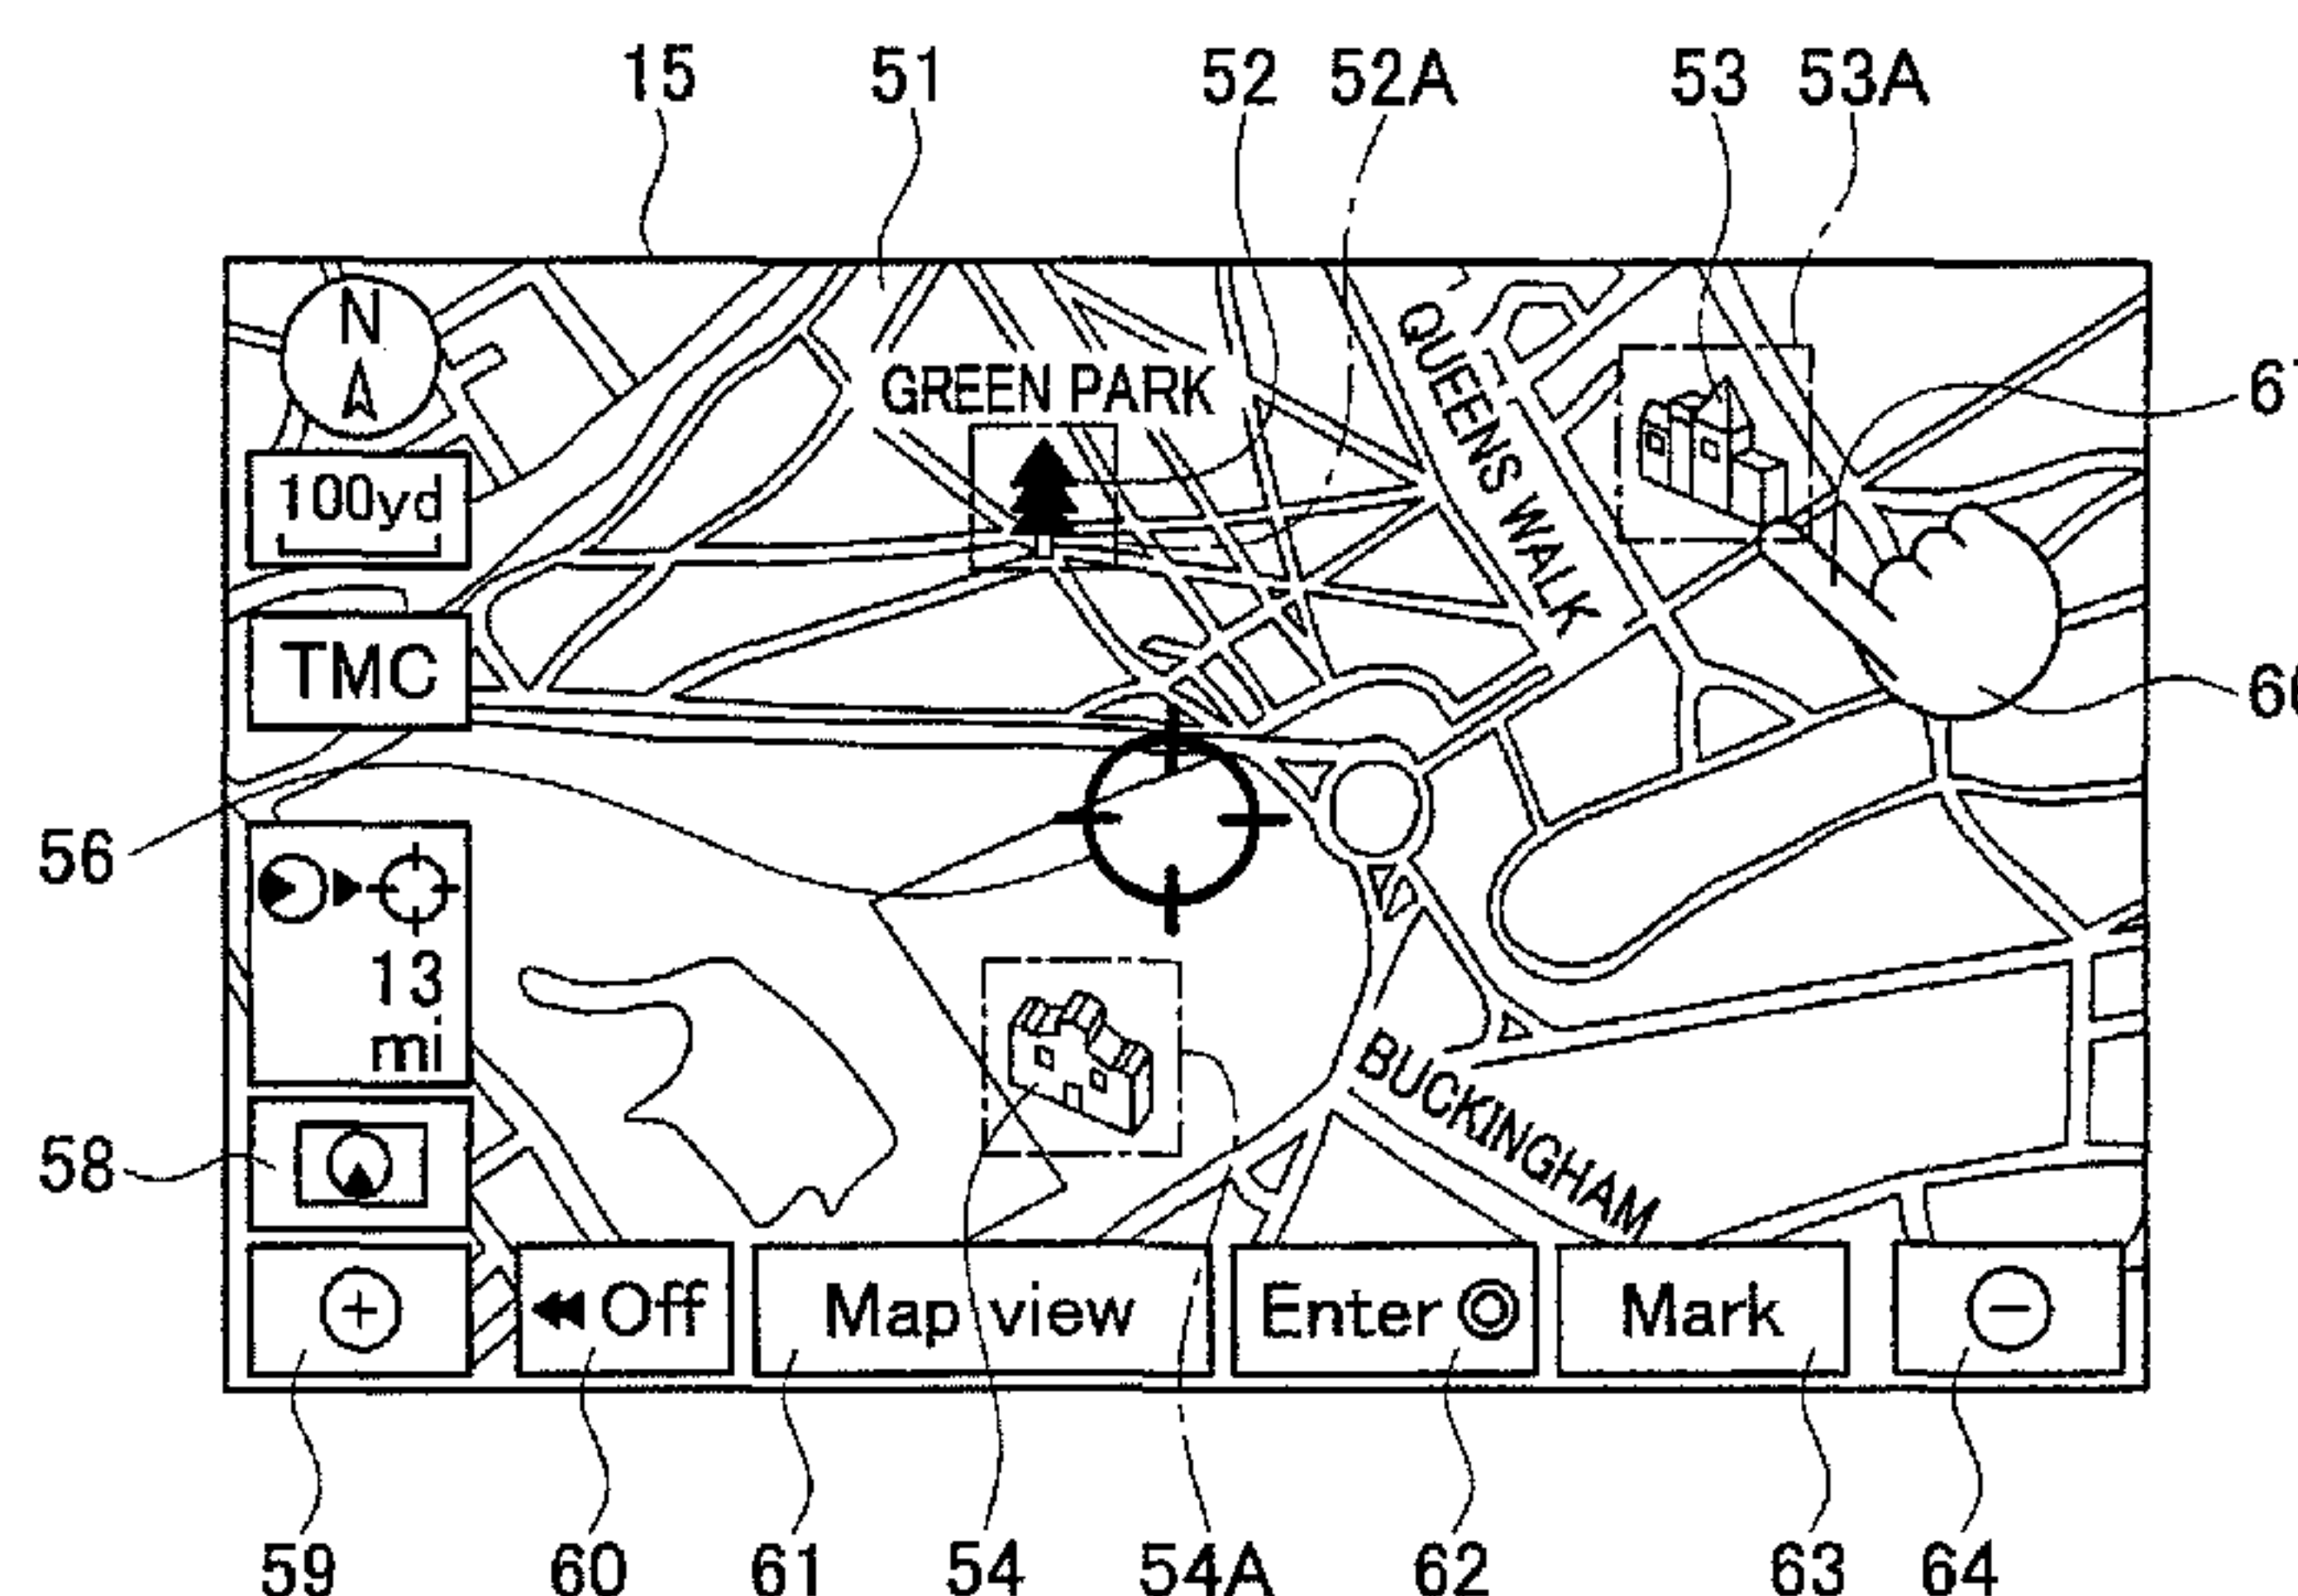 15 51 52 52A 53 53A
N
QUEENS WALK
GREEN PARK
100yd
TMC
56
13
mi
58
BUCKINGHAM
Off Map view Enter Mark
59 60 61 54 54A 62 63 64